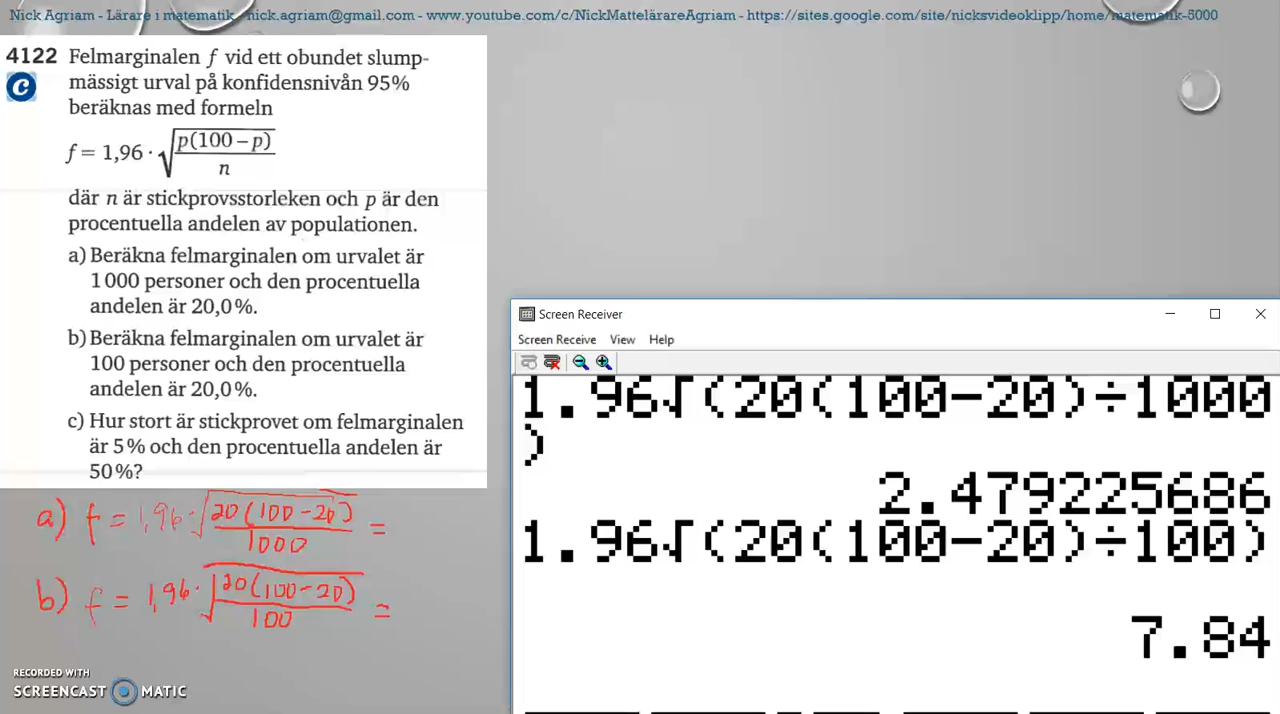 Nick Agriam - Lärare i matematik - nick.agriam@gmail.com - www.youtube.com/c/NickMattelärareAgriam - https://sites.google.com/site/nicksvideoklipp/home/matematik-5000
4122 Felmarginalen f vid ett obundet slump-
C mässigt urval på konfidensnivån 95%
beräknas med formeln
f = 1,96 · √(p(100 – p)/n)
där n är stickprovsstorleken och p är den
procentuella andelen av populationen.
a) Beräkna felmarginalen om urvalet är
1 000 personer och den procentuella
andelen är 20,0%.
b) Beräkna felmarginalen om urvalet är
100 personer och den procentuella
andelen är 20,0%.
c) Hur stort är stickprovet om felmarginalen
är 5% och den procentuella andelen är
50%?
a) f = 1,96 · √(20(100-20)/1000) =
b) f = 1,96 · √(20(100-20)/100) =
RECORDED WITH
SCREENCAST MATIC
Screen Receiver
Screen Receive View Help
1.96√(20(100-20)÷1000
)
2.479225686
1.96√(20(100-20)÷100)
7.84